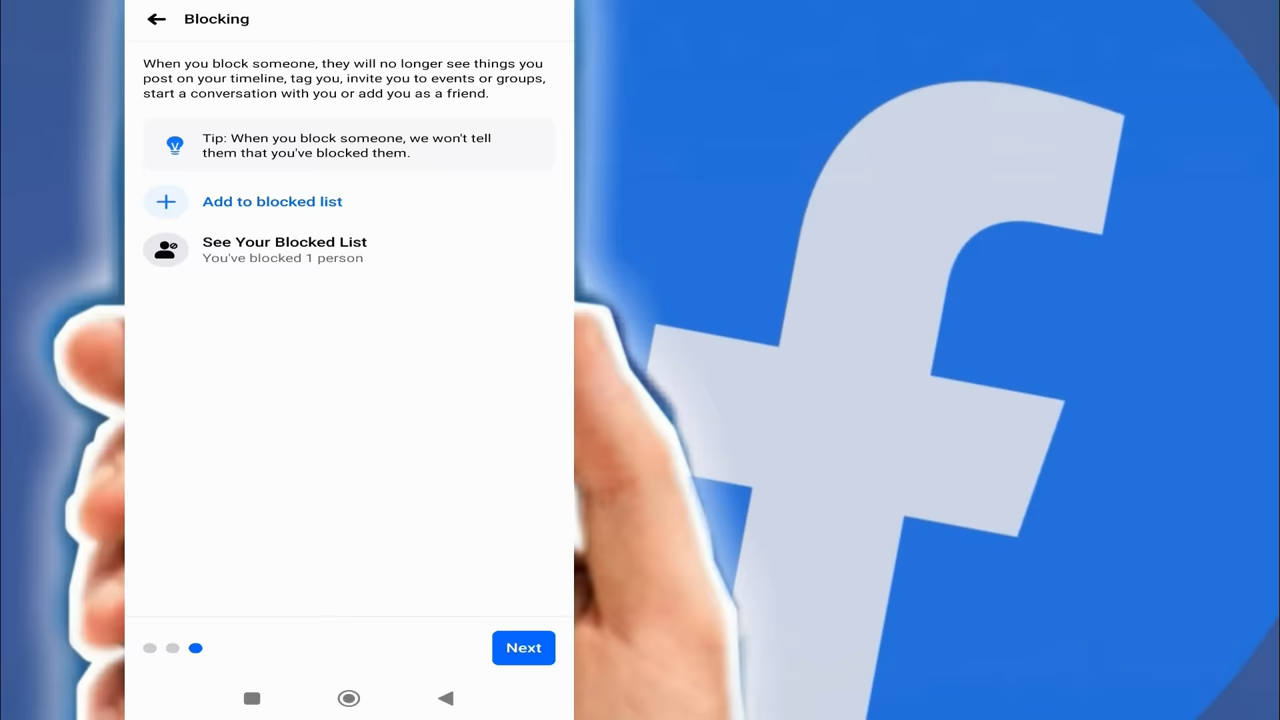 Blocking
When you block someone, they will no longer see things you
post on your timeline, tag you, invite you to events or groups,
start a conversation with you or add you as a friend.
Tip: When you block someone, we won't tell
them that you've blocked them.
Add to blocked list
See Your Blocked List
You've blocked 1 person
Next